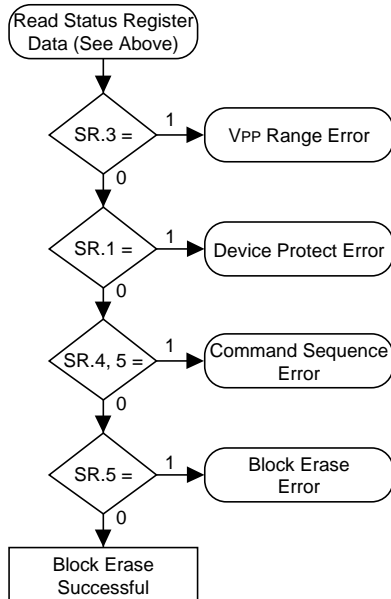 Read Status Register
Data (See Above)
SR.3 =
1
VPP Range Error
0
SR.1 =
1
Device Protect Error
0
SR.4, 5 =
1
Command Sequence
Error
0
SR.5 =
1
Block Erase
Error
0
Block Erase
Successful